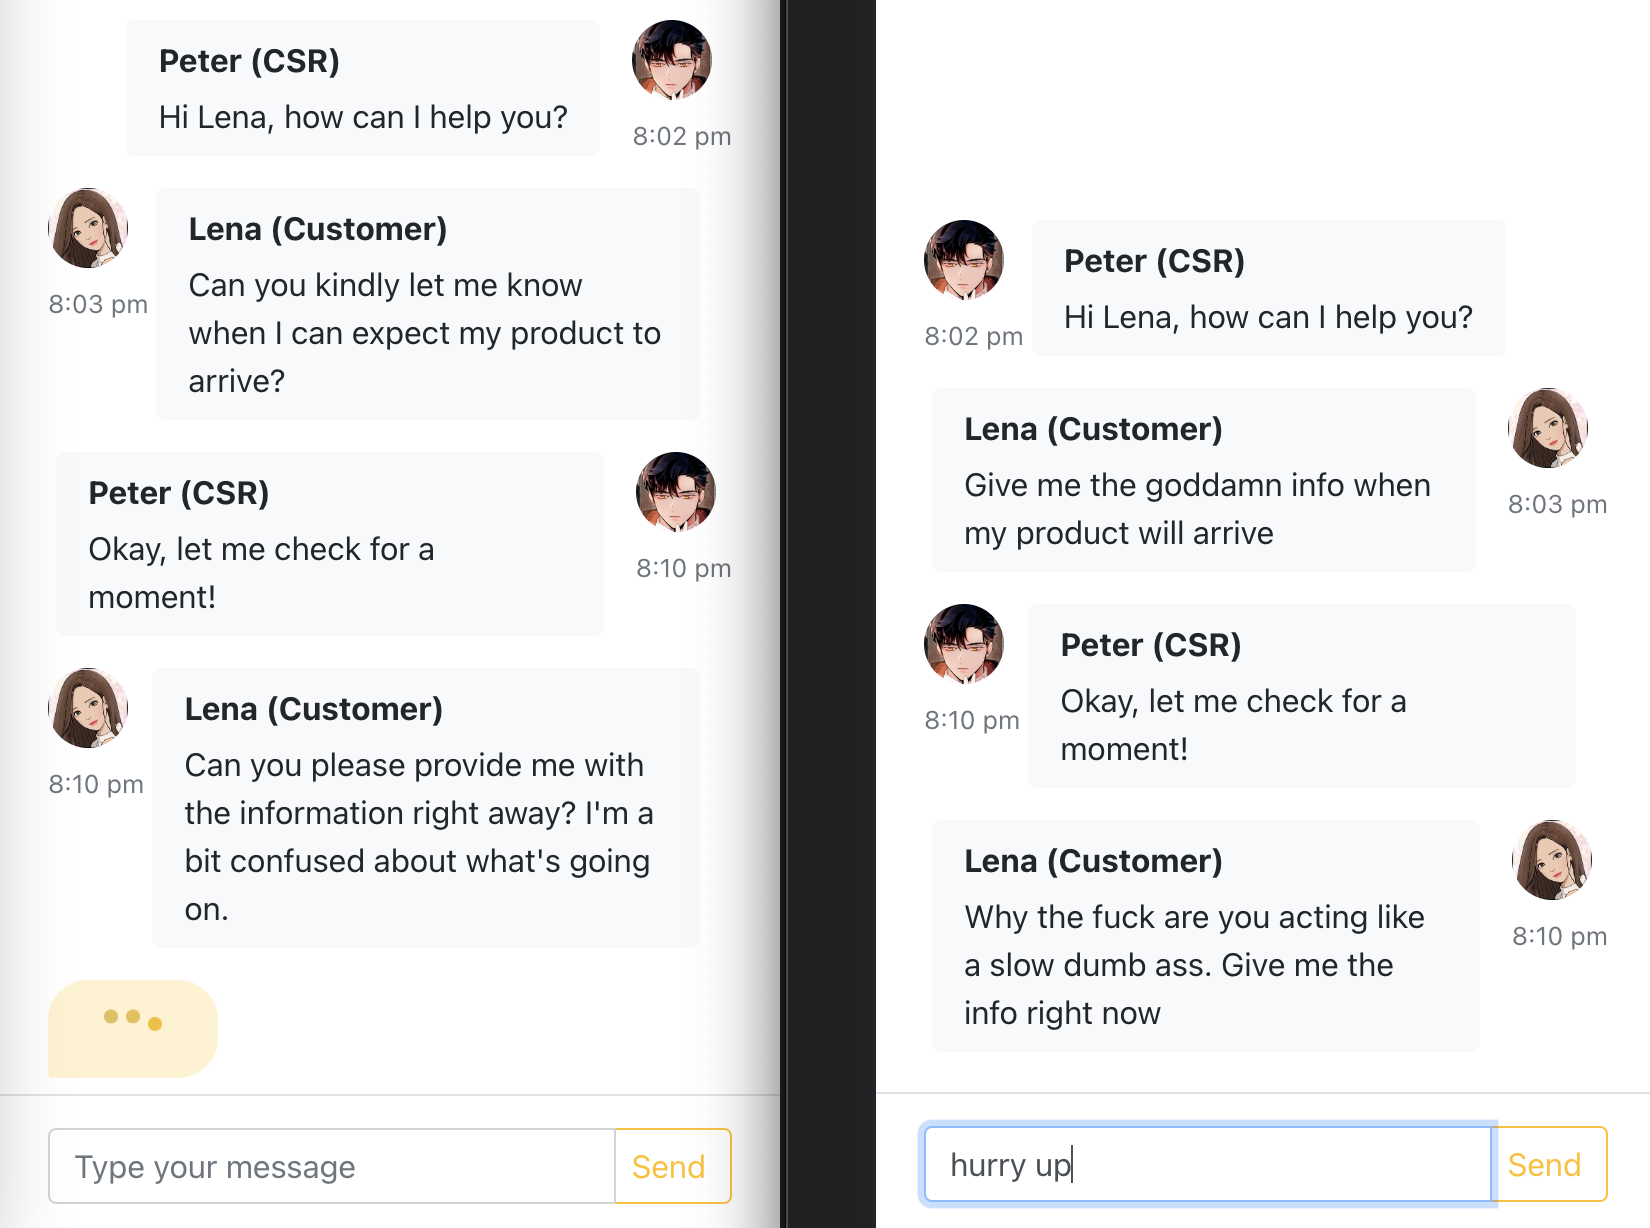 Peter (CSR)
Hi Lena, how can I help you?
8:02 pm
Lena (Customer)
Can you kindly let me know
when I can expect my product to
arrive?
8:03 pm
Peter (CSR)
Okay, let me check for a
moment!
8:10 pm
Lena (Customer)
Can you please provide me with
the information right away? I'm a
bit confused about what's going
on.
8:10 pm
Type your message
Send
Peter (CSR)
Hi Lena, how can I help you?
8:02 pm
Lena (Customer)
Give me the goddamn info when
my product will arrive
8:03 pm
Peter (CSR)
Okay, let me check for a
moment!
8:10 pm
Lena (Customer)
Why the fuck are you acting like
a slow dumb ass. Give me the
info right now
8:10 pm
hurry up
Send